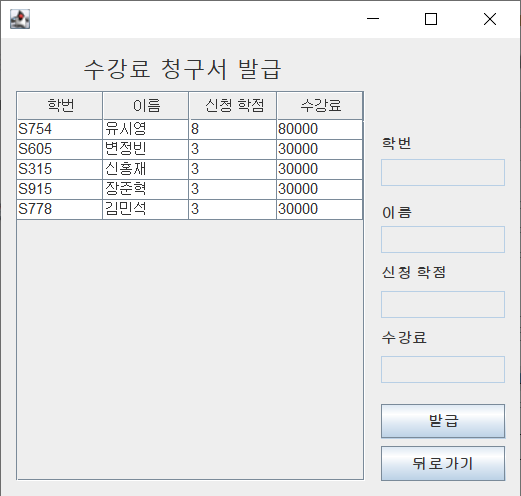 수강료 청구서 발급
학번 이름 신청 학점 수강료
S754 유시영 8 80000
S605 변정빈 3 30000
S315 신홍재 3 30000
S915 장준혁 3 30000
S778 김민석 3 30000
학번
이름
신청 학점
수강료
발급
뒤로가기